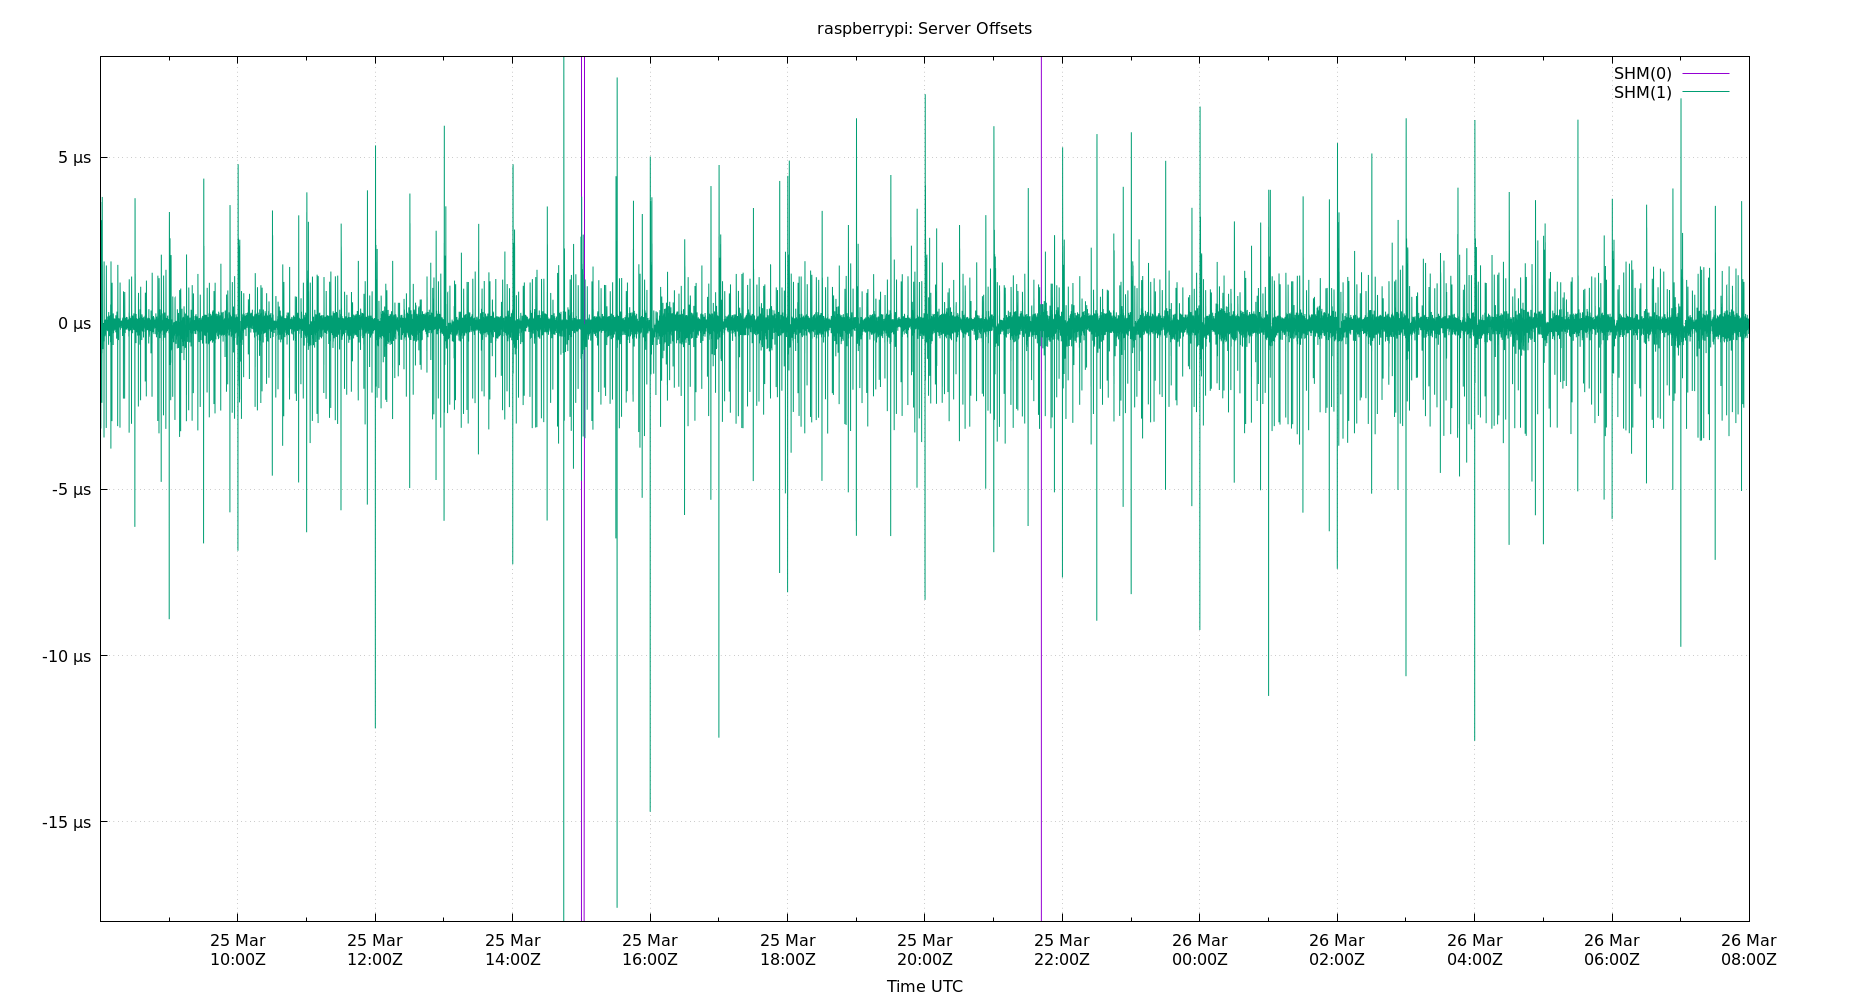 raspberrypi: Server Offsets
SHM(0)
SHM(1)
5 µs
0 µs
-5 µs
-10 µs
-15 µs
25 Mar 25 Mar 25 Mar 25 Mar 25 Mar 25 Mar 25 Mar 26 Mar 26 Mar 26 Mar 26 Mar 26 Mar
10:00Z 12:00Z 14:00Z 16:00Z 18:00Z 20:00Z 22:00Z 00:00Z 02:00Z 04:00Z 06:00Z 08:00Z
Time UTC